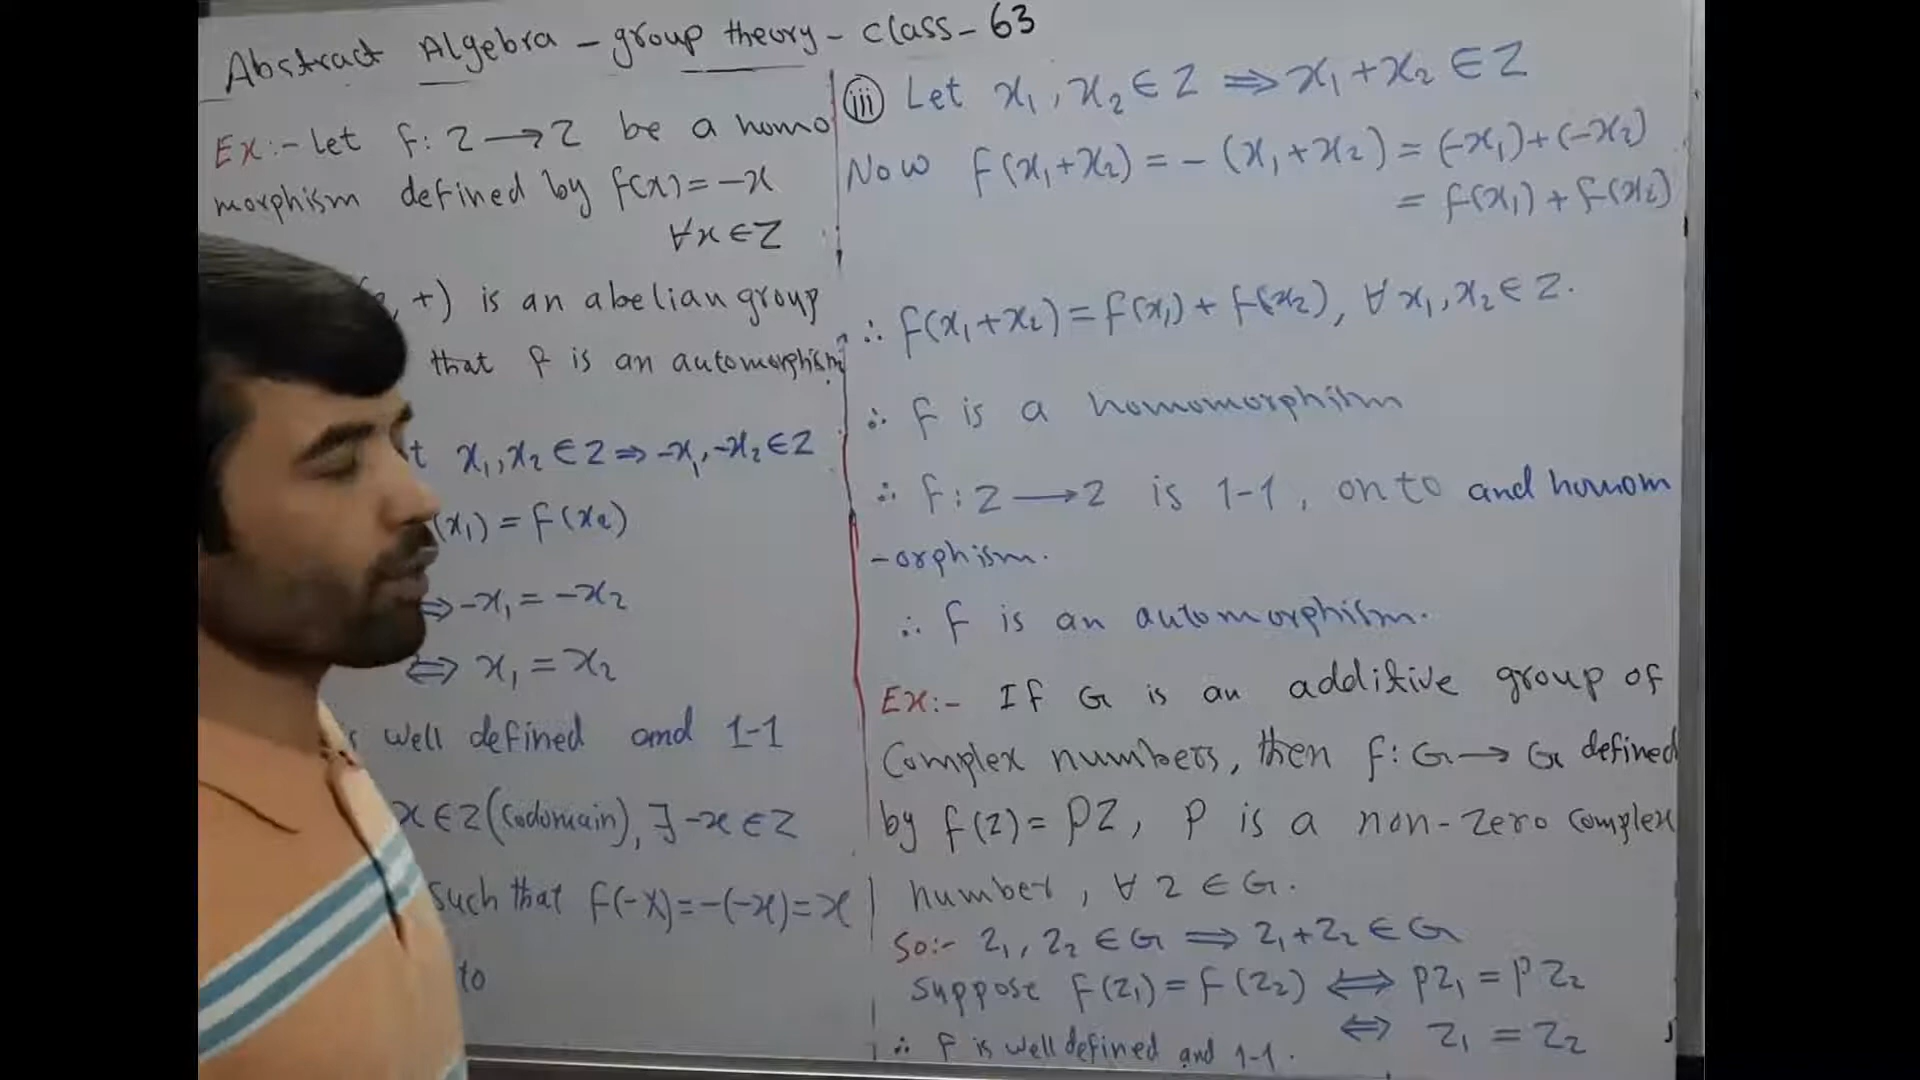 Abstract Algebra - group theory - class - 63
Ex:- Let f: Z → Z be a homo
morphism defined by f(x) = -x
∀x ∈ Z
, +) is an abelian group
that f is an automorphism
x₁, x₂ ∈ Z ⇒ -x₁, -x₂ ∈ Z
(x₁) = f(x₂)
⇔ -x₁ = -x₂
⇔ x₁ = x₂
well defined and 1-1
x ∈ Z (Codomain), ∃ -x ∈ Z
such that f(-x) = -(-x) = x
to
(iii) Let x₁, x₂ ∈ Z ⇒ x₁ + x₂ ∈ Z
Now f(x₁+x₂) = -(x₁+x₂) = (-x₁)+(-x₂)
= f(x₁) + f(x₂)
∴ f(x₁+x₂) = f(x₁) + f(x₂), ∀ x₁, x₂ ∈ Z.
∴ f is a homomorphism
∴ f: Z → Z is 1-1, onto and homom
-orphism.
∴ f is an automorphism.
Ex:- If G is an additive group of
Complex numbers, then f: G → G defined
by f(z) = pz, p is a non-zero complex
number, ∀ z ∈ G.
So:- z₁, z₂ ∈ G ⇒ z₁+z₂ ∈ G
Suppose f(z₁) = f(z₂) ⇔ pz₁ = pz₂
⇔ z₁ = z₂
∴ f is well defined and 1-1.